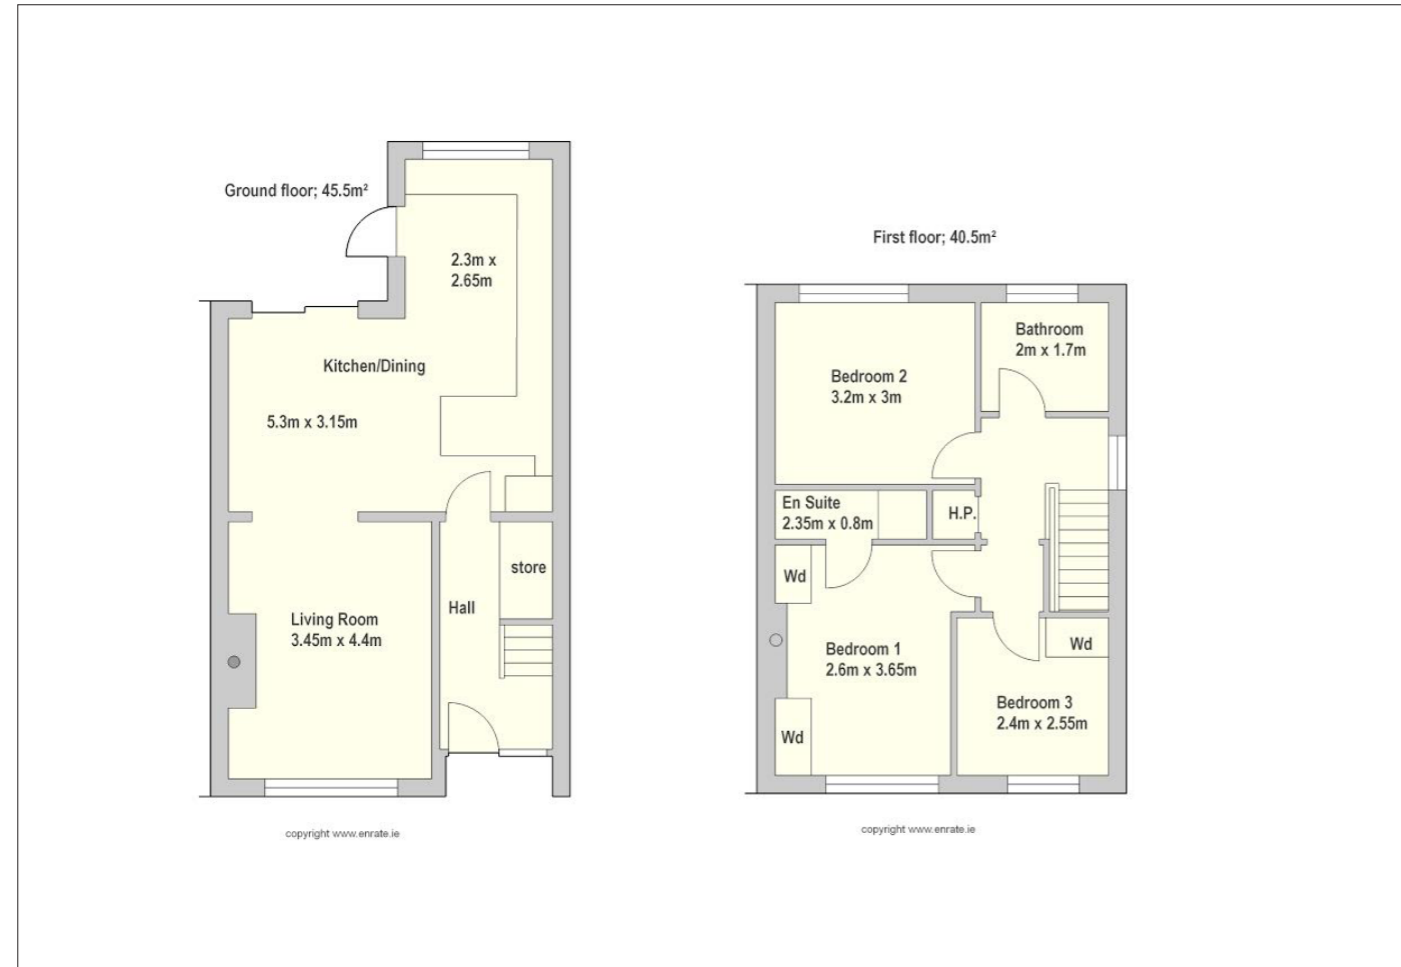 Ground floor; 45.5m²
2.3m x
2.65m
Kitchen/Dining
5.3m x 3.15m
store
Hall
Living Room
3.45m x 4.4m
copyright www.enrate.ie
First floor; 40.5m²
Bathroom
2m x 1.7m
Bedroom 2
3.2m x 3m
En Suite
2.35m x 0.8m
H.P.
Wd
Bedroom 1
2.6m x 3.65m
Wd
Wd
Bedroom 3
2.4m x 2.55m
copyright www.enrate.ie